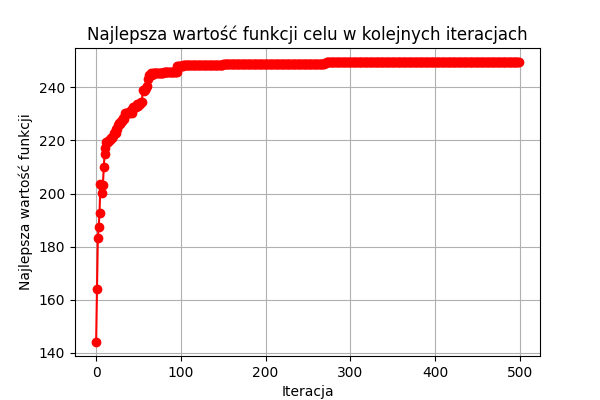 Najlepsza wartość funkcji celu w kolejnych iteracjach
Najlepsza wartość funkcji
240
220
200
180
160
140
0 100 200 300 400 500
Iteracja